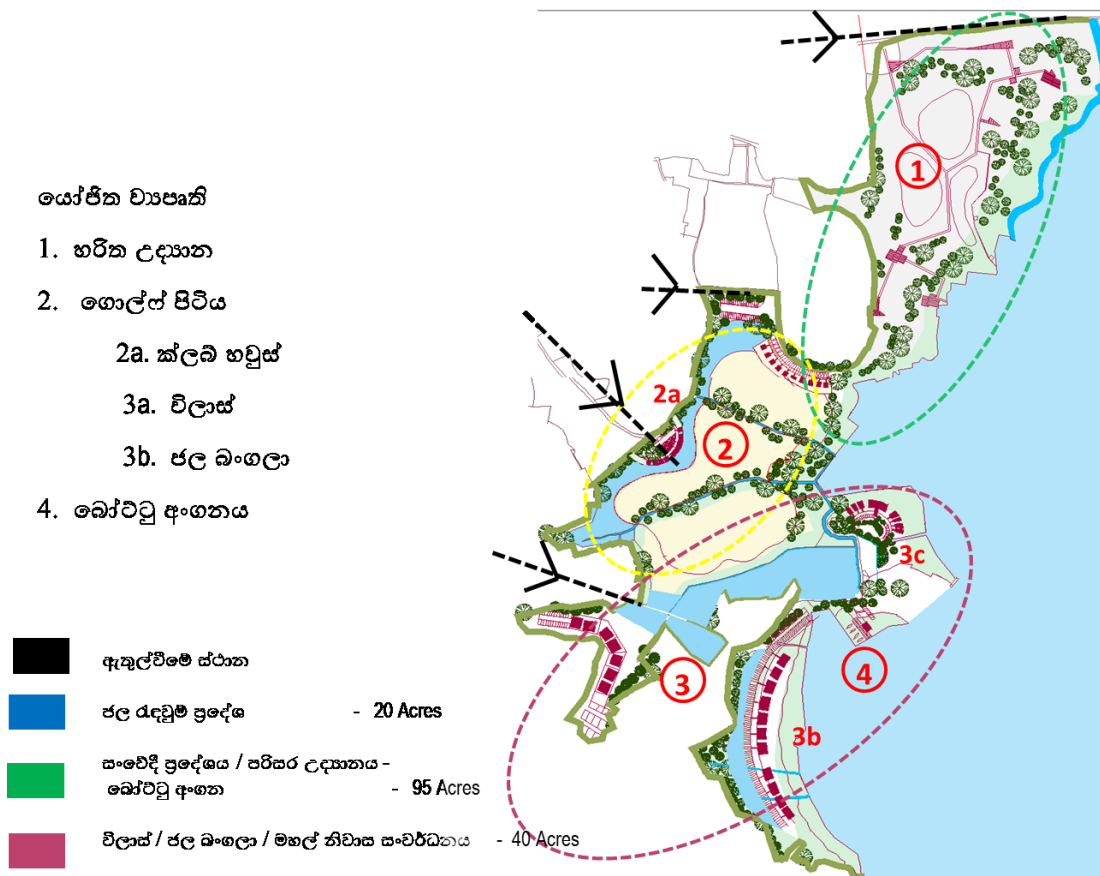 යෝජිත ව්‍යාපෘති
1. හරිත උද්‍යාන
2. ගොල්ෆ් පිටිය
2a. ක්ලබ් හවුස්
3a. විලාස්
3b. ජල බංගලා
4. බෝට්ටු අංගනය
ඇතුල්වීමේ ස්ථාන
ජල රැඳවුම් ප්‍රදේශ - 20 Acres
සංවේදී ප්‍රදේශය / පරිසර උද්‍යානය -
බෝට්ටු අංගන - 95 Acres
විලාස් / ජල බංගලා / මහල් නිවාස සංවර්ධනය - 40 Acres
1
2a
2
3c
3
4
3b